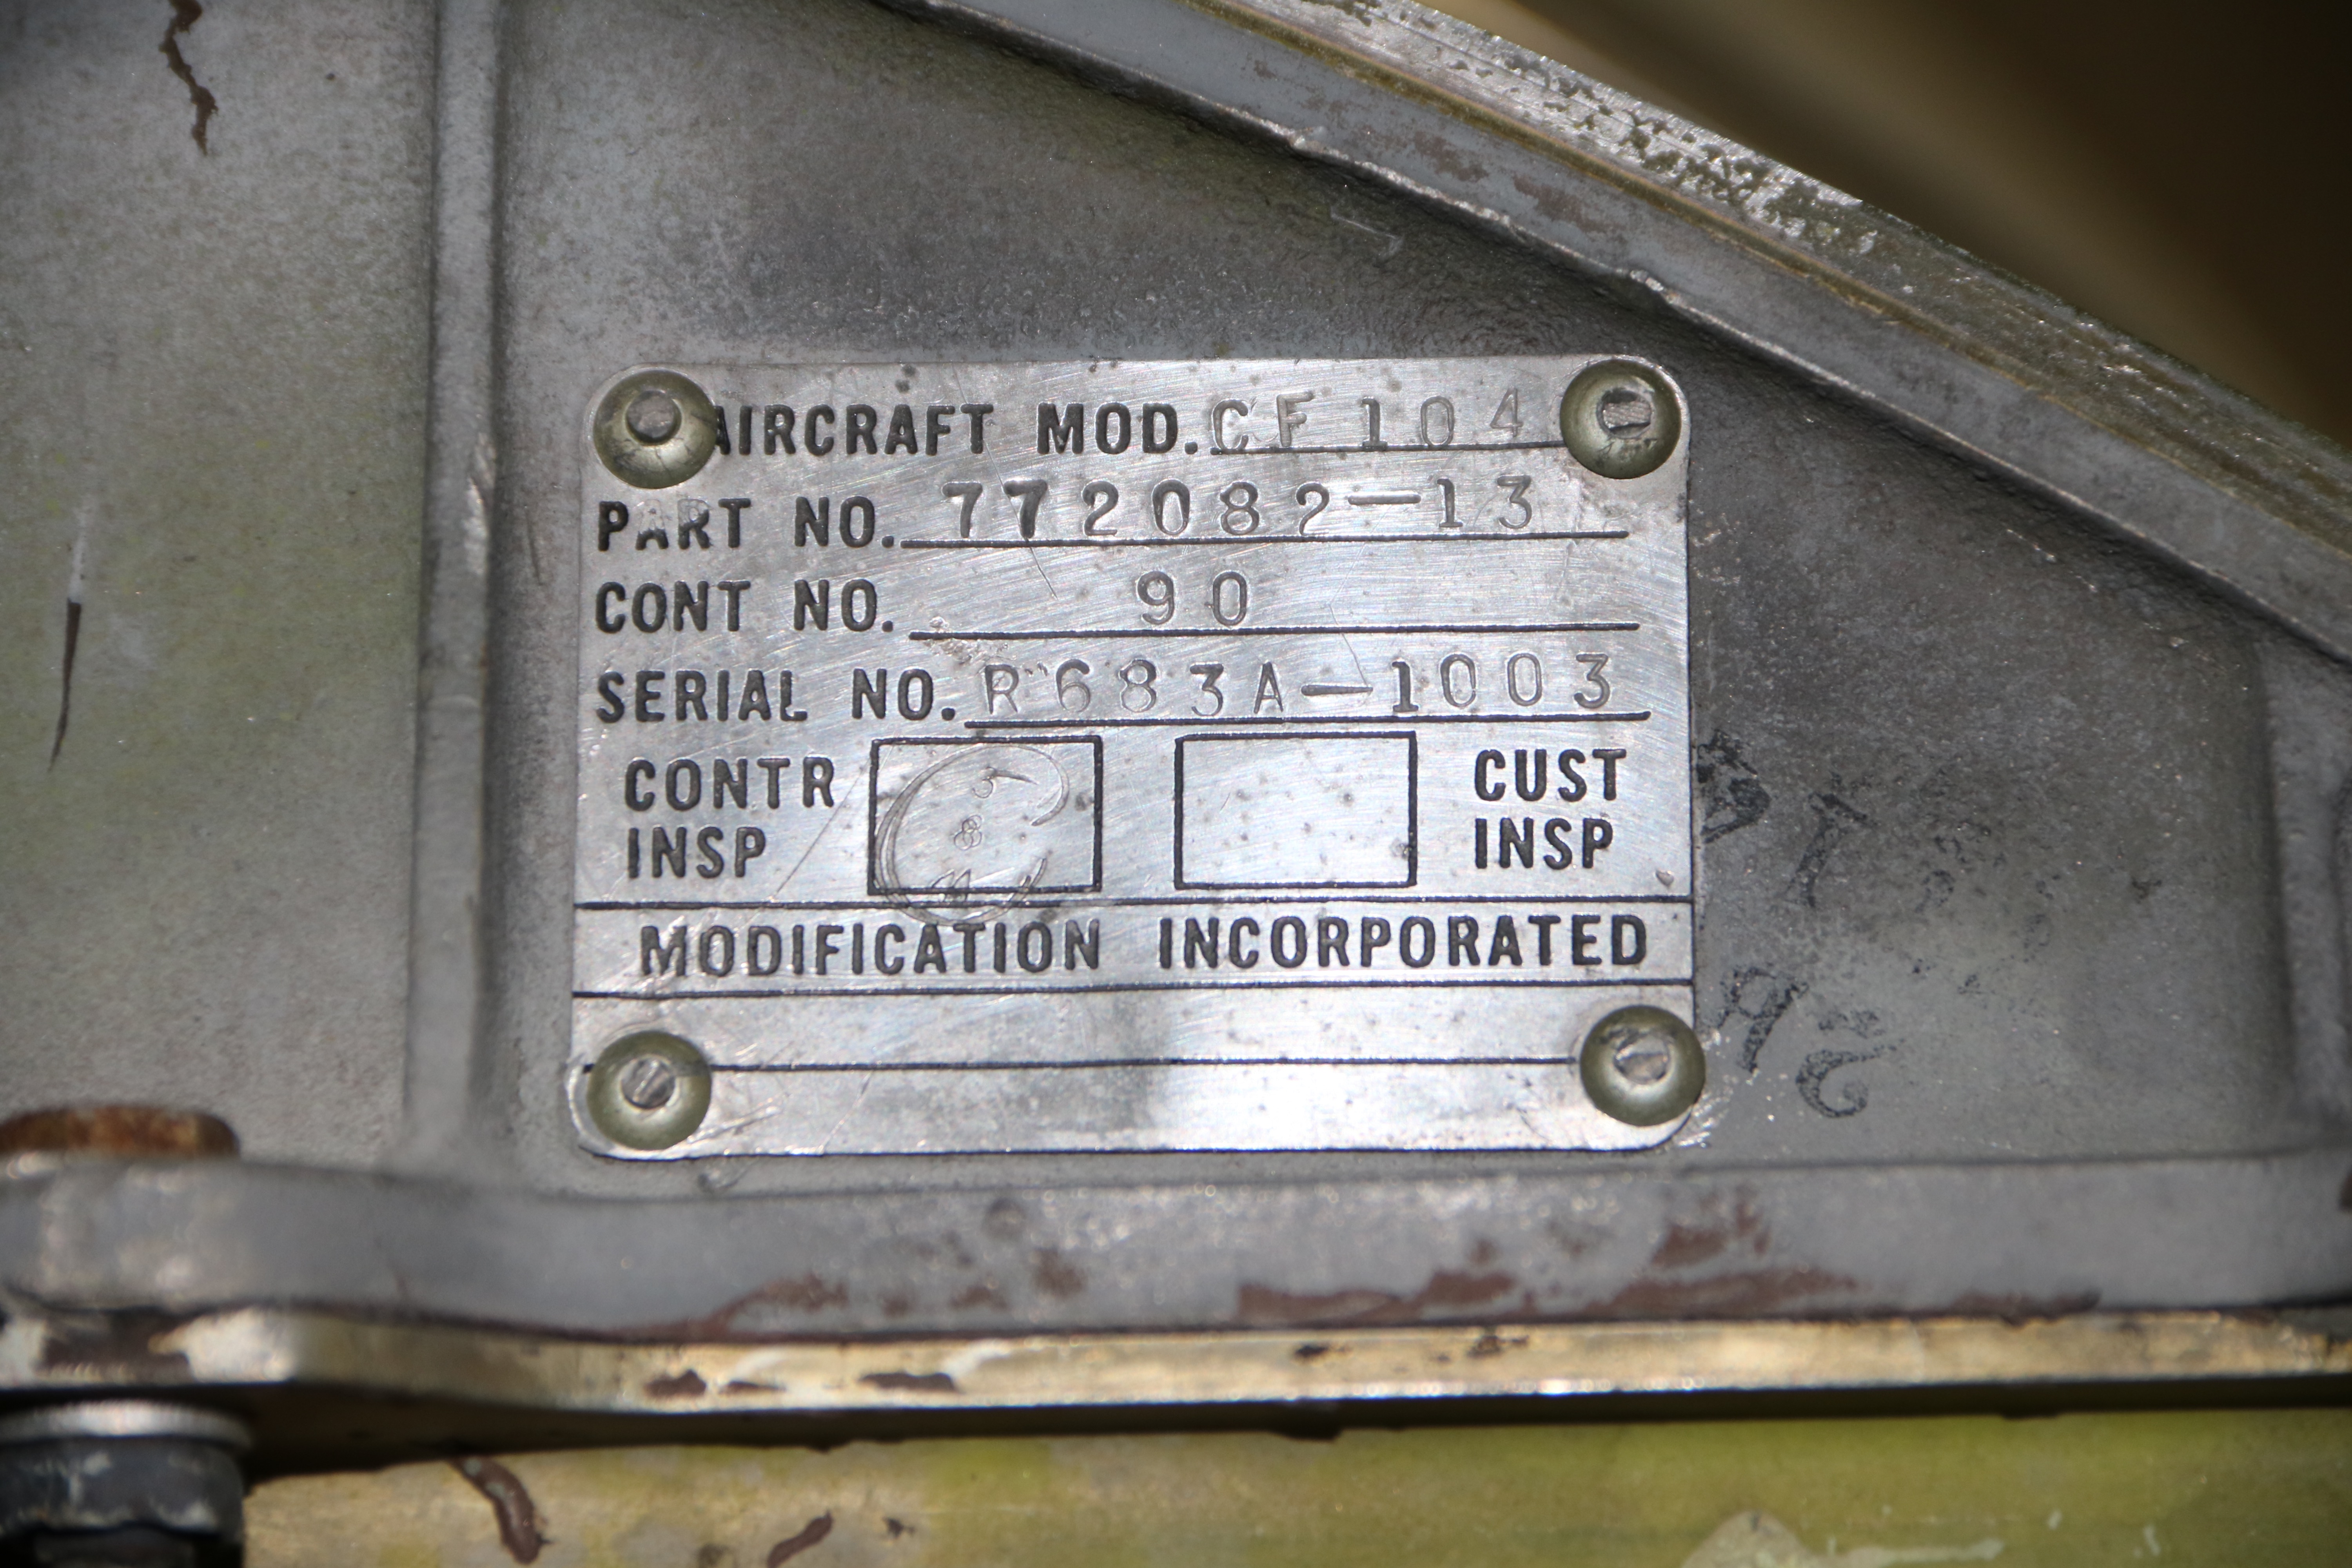 AIRCRAFT MOD. CF 104
PART NO. 772082-13
CONT NO. 90
SERIAL NO. R683A-1003
CONTR INSP
CUST INSP
MODIFICATION INCORPORATED